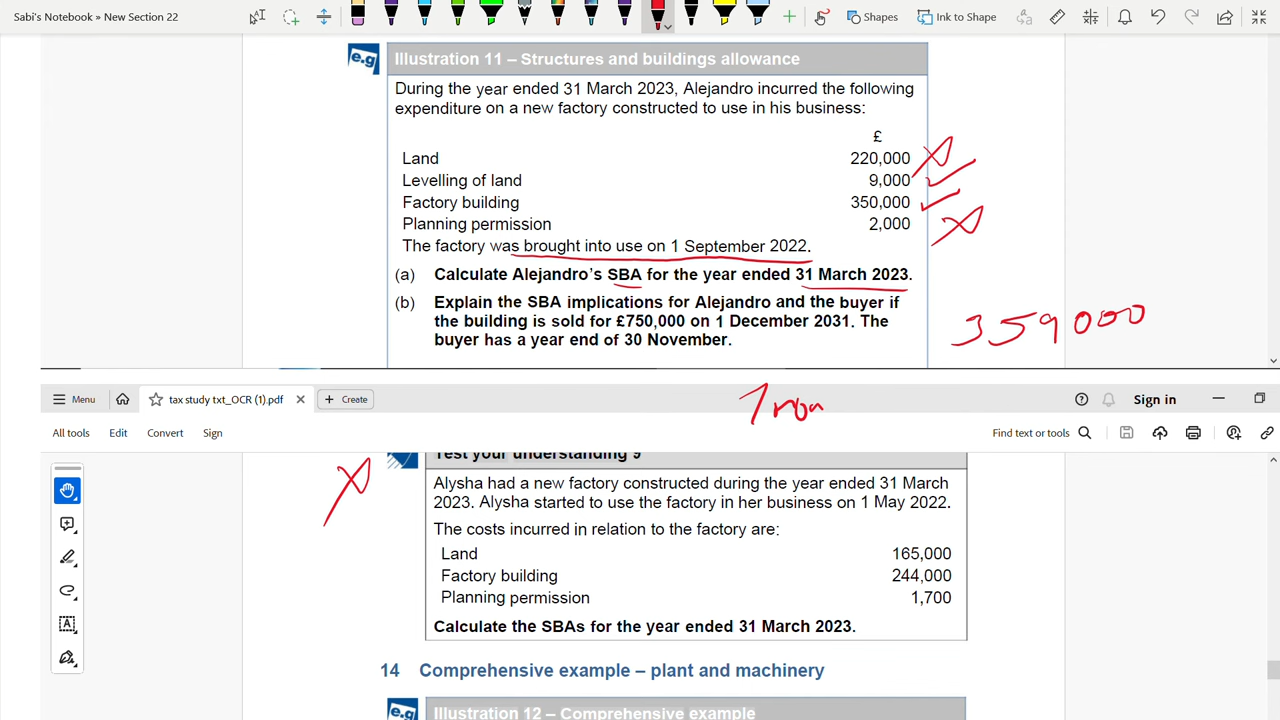 Sabi's Notebook » New Section 22
Shapes
Ink to Shape
e.g
Illustration 11 – Structures and buildings allowance
During the year ended 31 March 2023, Alejandro incurred the following
expenditure on a new factory constructed to use in his business:
£
Land 220,000
Levelling of land 9,000
Factory building 350,000
Planning permission 2,000
The factory was brought into use on 1 September 2022.
(a) Calculate Alejandro's SBA for the year ended 31 March 2023.
(b) Explain the SBA implications for Alejandro and the buyer if
the building is sold for £750,000 on 1 December 2031. The
buyer has a year end of 30 November.
359000
Menu
tax study txt_OCR (1).pdf
Create
Sign in
All tools
Edit
Convert
Sign
Find text or tools
Test your understanding 9
Alysha had a new factory constructed during the year ended 31 March
2023. Alysha started to use the factory in her business on 1 May 2022.
The costs incurred in relation to the factory are:
Land 165,000
Factory building 244,000
Planning permission 1,700
Calculate the SBAs for the year ended 31 March 2023.
14 Comprehensive example – plant and machinery
e.g
Illustration 12 – Comprehensive example